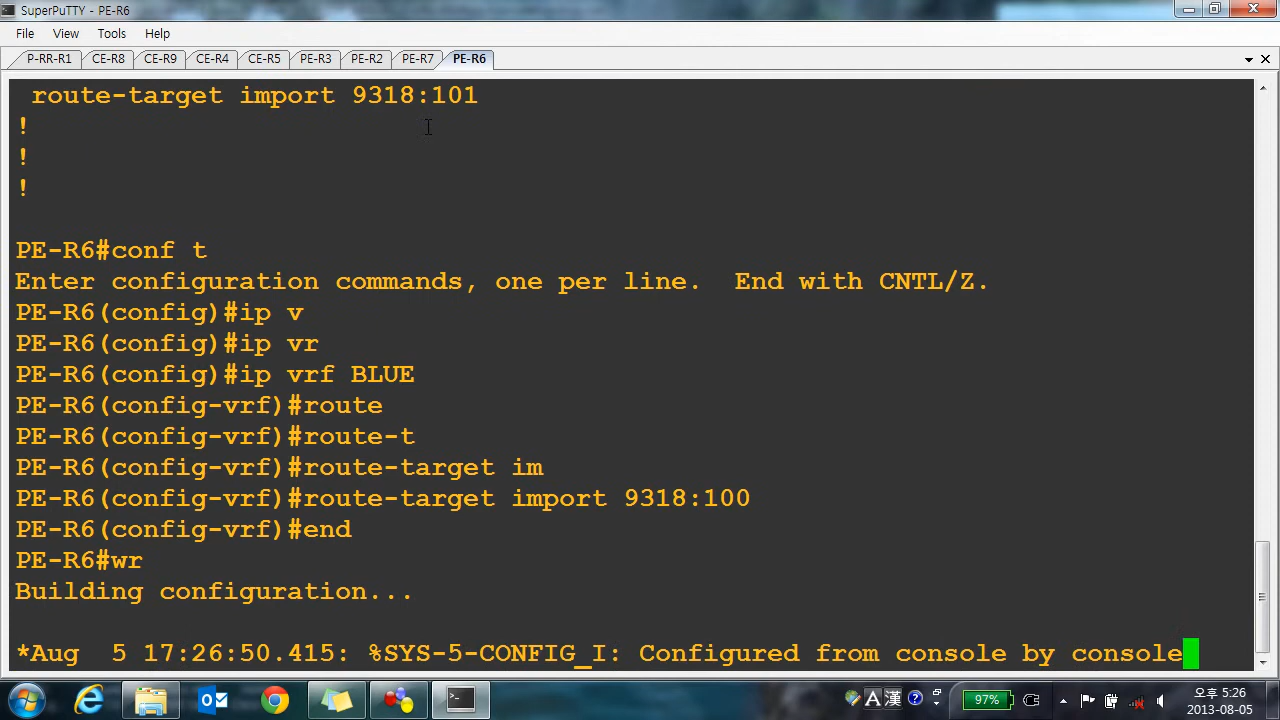 SuperPuTTY - PE-R6
File View Tools Help
P-RR-R1 CE-R8 CE-R9 CE-R4 CE-R5 PE-R3 PE-R2 PE-R7 PE-R6
route-target import 9318:101
!
!
!
PE-R6#conf t
Enter configuration commands, one per line.  End with CNTL/Z.
PE-R6(config)#ip v
PE-R6(config)#ip vr
PE-R6(config)#ip vrf BLUE
PE-R6(config-vrf)#route
PE-R6(config-vrf)#route-t
PE-R6(config-vrf)#route-target im
PE-R6(config-vrf)#route-target import 9318:100
PE-R6(config-vrf)#end
PE-R6#wr
Building configuration...
*Aug  5 17:26:50.415: %SYS-5-CONFIG_I: Configured from console by console
A 漢 ? 97% 오후 5:26
2013-08-05